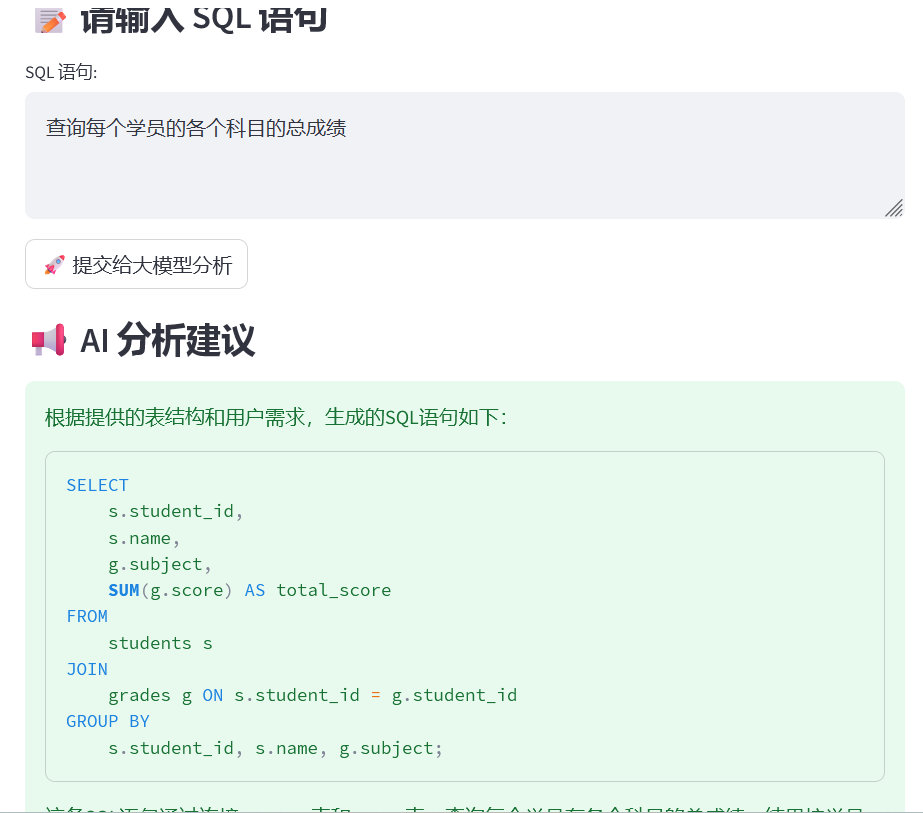 请输入 SQL 语句
SQL 语句:
查询每个学员的各个科目的总成绩
提交给大模型分析
AI 分析建议
根据提供的表结构和用户需求，生成的SQL语句如下：
SELECT
s.student_id,
s.name,
g.subject,
SUM(g.score) AS total_score
FROM
students s
JOIN
grades g ON s.student_id = g.student_id
GROUP BY
s.student_id, s.name, g.subject;